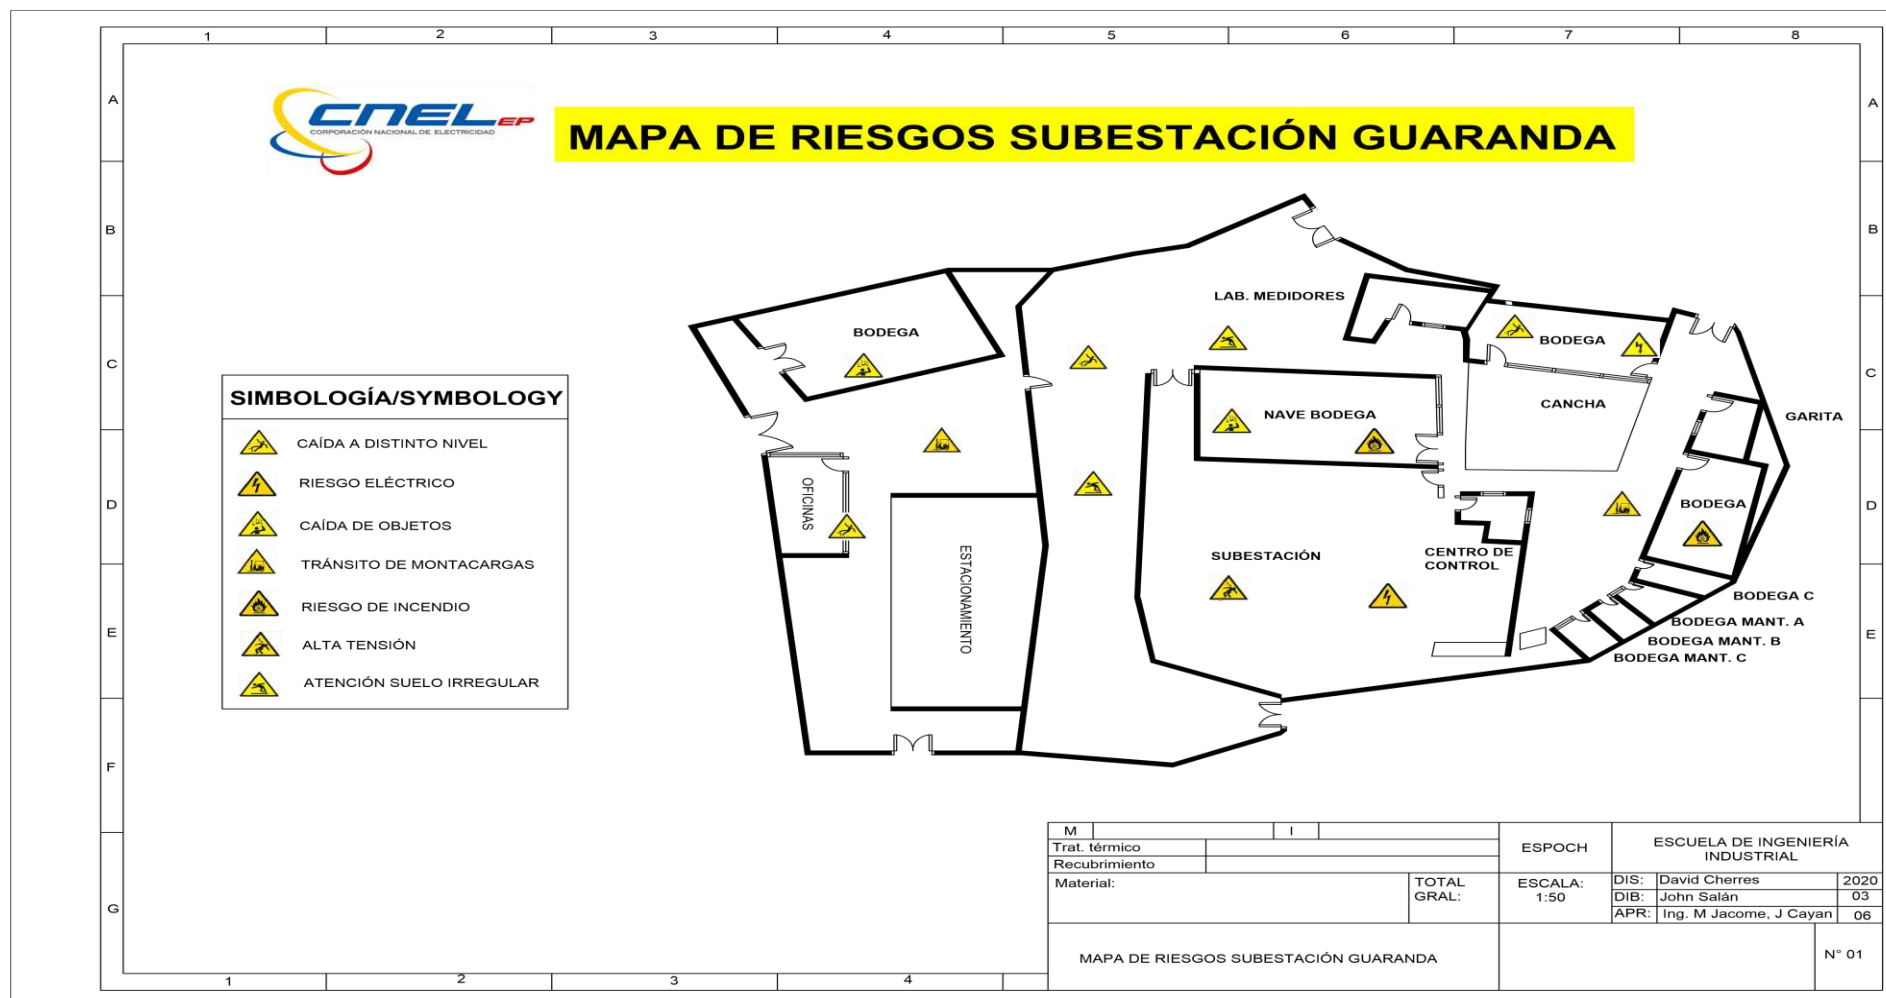 1 2 3 4 5 6 7 8
A A
CNEL EP
CORPORACIÓN NACIONAL DE ELECTRICIDAD
MAPA DE RIESGOS SUBESTACIÓN GUARANDA
B B
LAB. MEDIDORES
BODEGA
BODEGA
C C
CANCHA
NAVE BODEGA
GARITA
SIMBOLOGÍA/SYMBOLOGY
CAÍDA A DISTINTO NIVEL
RIESGO ELÉCTRICO
CAÍDA DE OBJETOS
TRÁNSITO DE MONTACARGAS
RIESGO DE INCENDIO
ALTA TENSIÓN
ATENCIÓN SUELO IRREGULAR
D D
OFICINAS
BODEGA
ESTACIONAMIENTO
SUBESTACIÓN
CENTRO DE
CONTROL
BODEGA C
BODEGA MANT. A
BODEGA MANT. B
BODEGA MANT. C
E E
F
G
M I
Trat. térmico
Recubrimiento
Material:
TOTAL
GRAL:
ESPOCH
ESCALA:
1:50
ESCUELA DE INGENIERÍA
INDUSTRIAL
DIS: David Cherres 2020
DIB: John Salán 03
APR: Ing. M Jacome, J Cayan 06
MAPA DE RIESGOS SUBESTACIÓN GUARANDA
N° 01
1 2 3 4